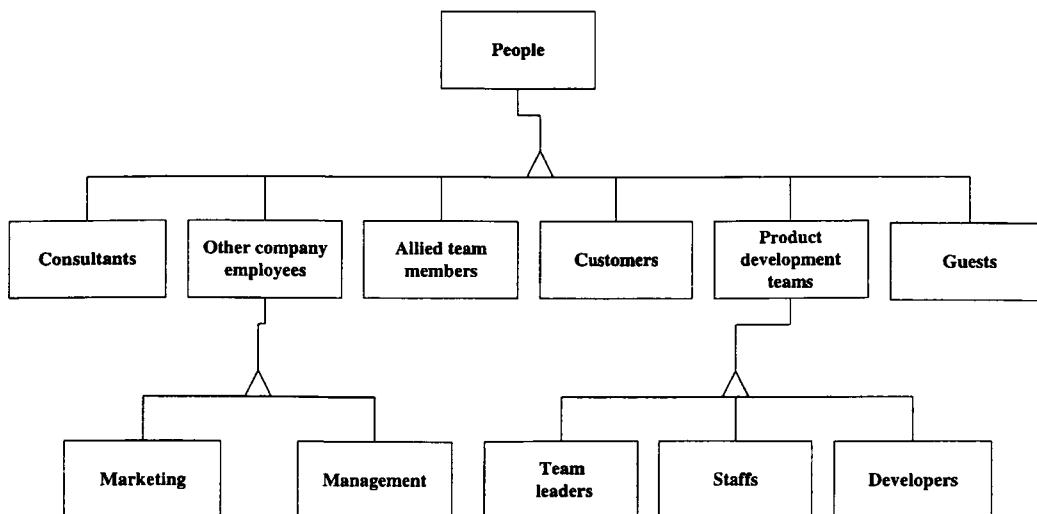 People
Consultants
Other company
employees
Allied team
members
Customers
Product
development
teams
Guests
Marketing
Management
Team
leaders
Staffs
Developers